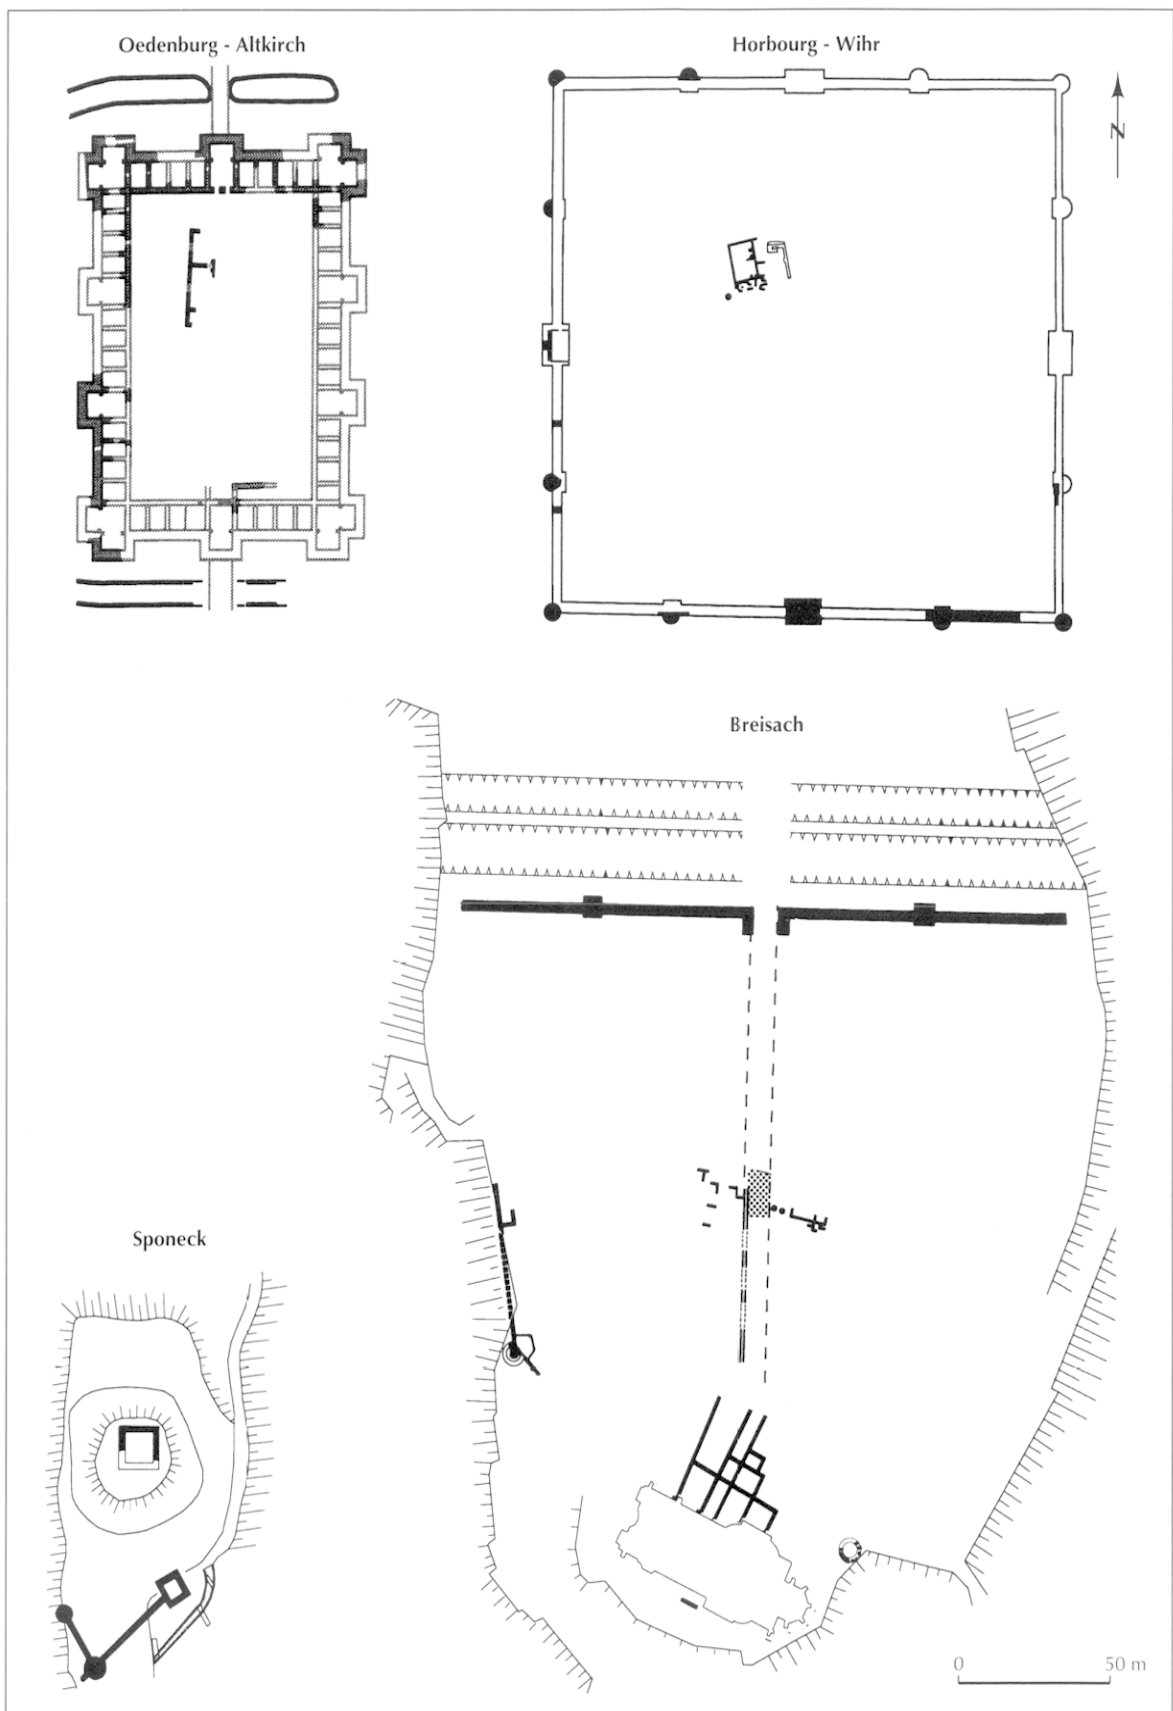 Oedenburg - Altkirch
Horbourg - Wihr
N
Breisach
Sponeck
0 50 m